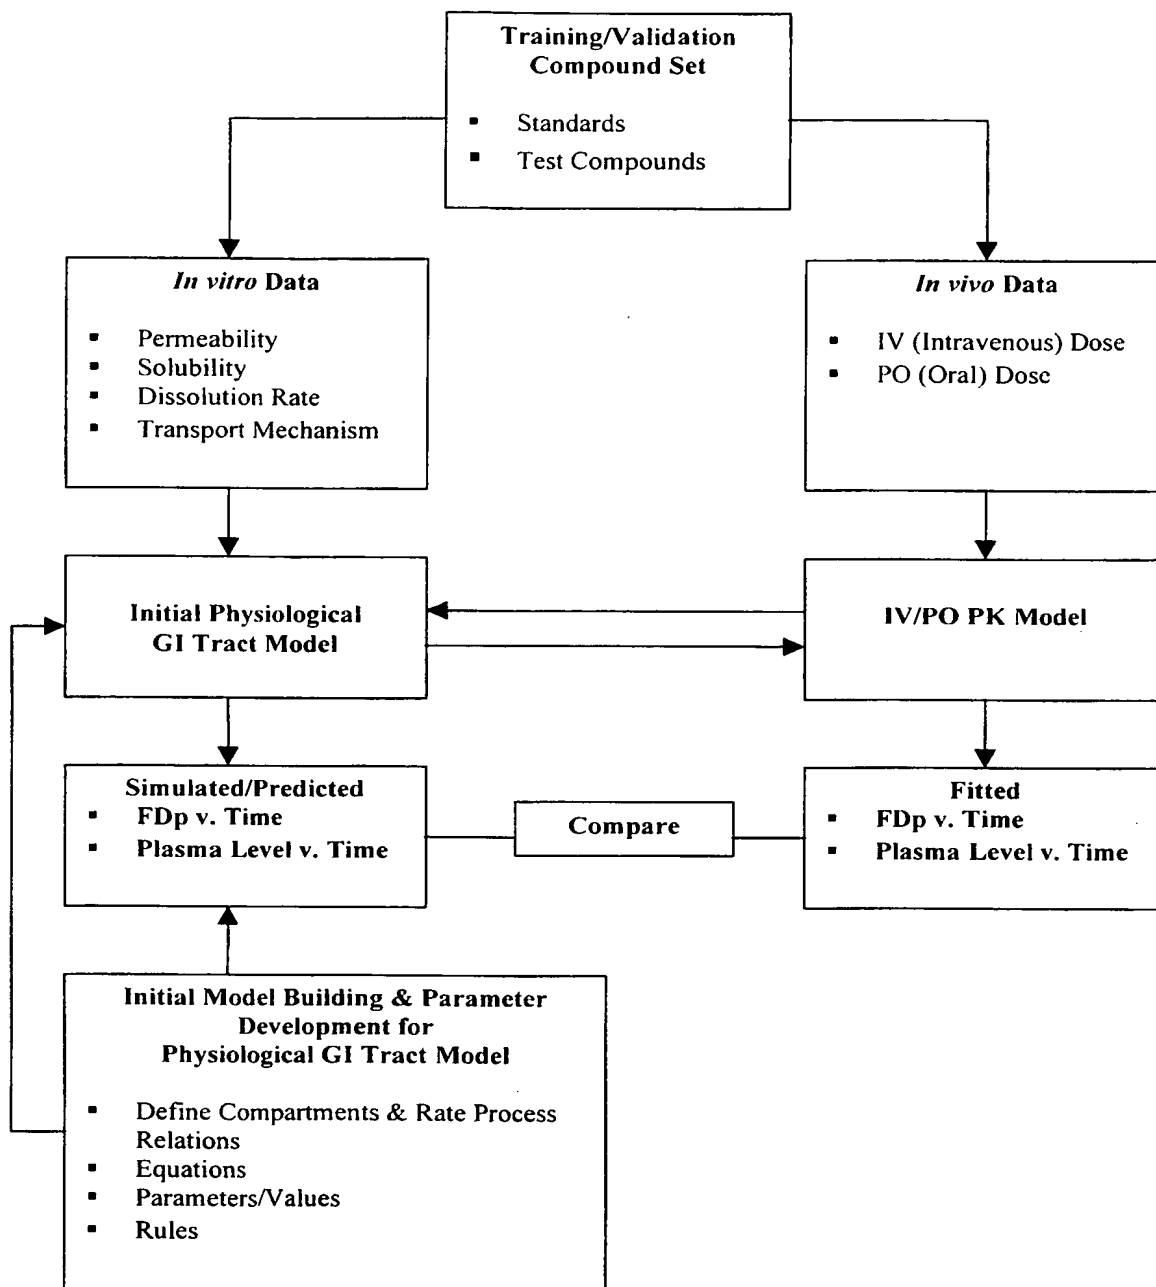 Training/Validation
Compound Set
▪ Standards
▪ Test Compounds
In vitro Data
▪ Permeability
▪ Solubility
▪ Dissolution Rate
▪ Transport Mechanism
In vivo Data
▪ IV (Intravenous) Dose
▪ PO (Oral) Dose
Initial Physiological
GI Tract Model
IV/PO PK Model
Simulated/Predicted
▪ FDp v. Time
▪ Plasma Level v. Time
Compare
Fitted
▪ FDp v. Time
▪ Plasma Level v. Time
Initial Model Building & Parameter
Development for
Physiological GI Tract Model
▪ Define Compartments & Rate Process
Relations
▪ Equations
▪ Parameters/Values
▪ Rules